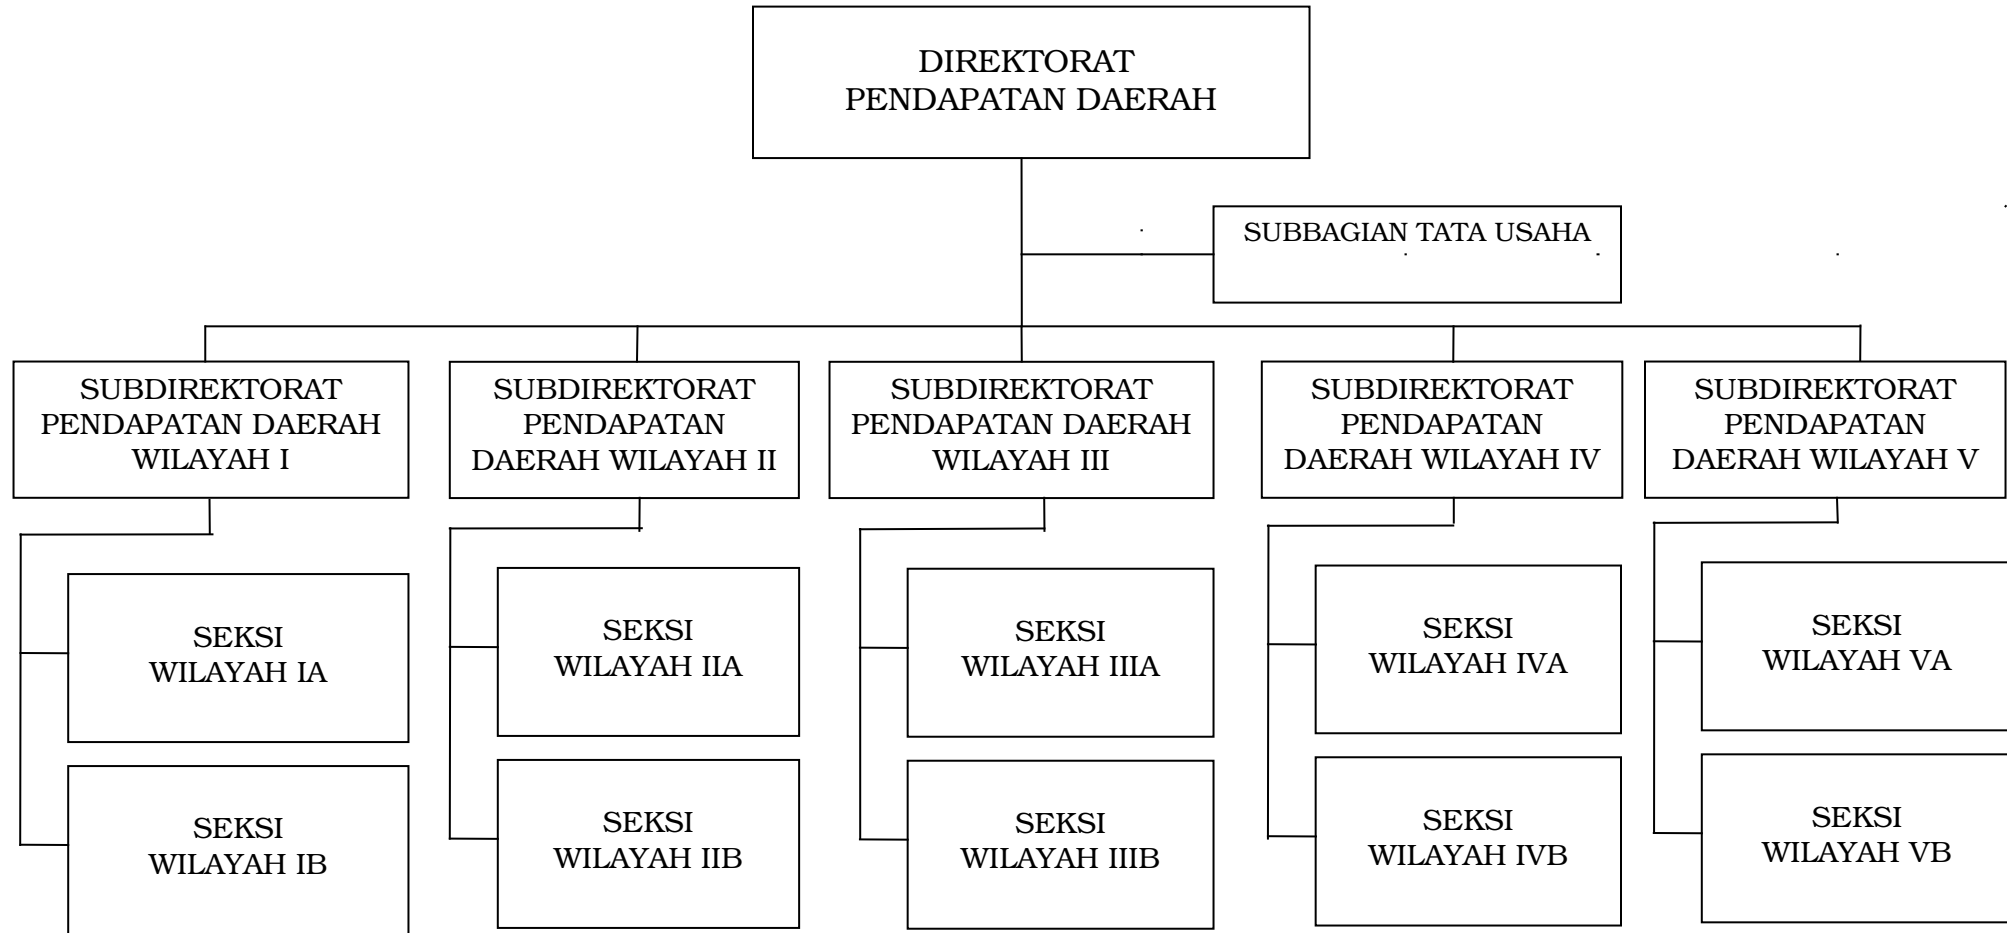 DIREKTORAT
PENDAPATAN DAERAH
SUBBAGIAN TATA USAHA
SUBDIREKTORAT
PENDAPATAN DAERAH
WILAYAH I
SUBDIREKTORAT
PENDAPATAN
DAERAH WILAYAH II
SUBDIREKTORAT
PENDAPATAN DAERAH
WILAYAH III
SUBDIREKTORAT
PENDAPATAN
DAERAH WILAYAH IV
SUBDIREKTORAT
PENDAPATAN
DAERAH WILAYAH V
SEKSI
WILAYAH IA
SEKSI
WILAYAH IIA
SEKSI
WILAYAH IIIA
SEKSI
WILAYAH IVA
SEKSI
WILAYAH VA
SEKSI
WILAYAH IB
SEKSI
WILAYAH IIB
SEKSI
WILAYAH IIIB
SEKSI
WILAYAH IVB
SEKSI
WILAYAH VB